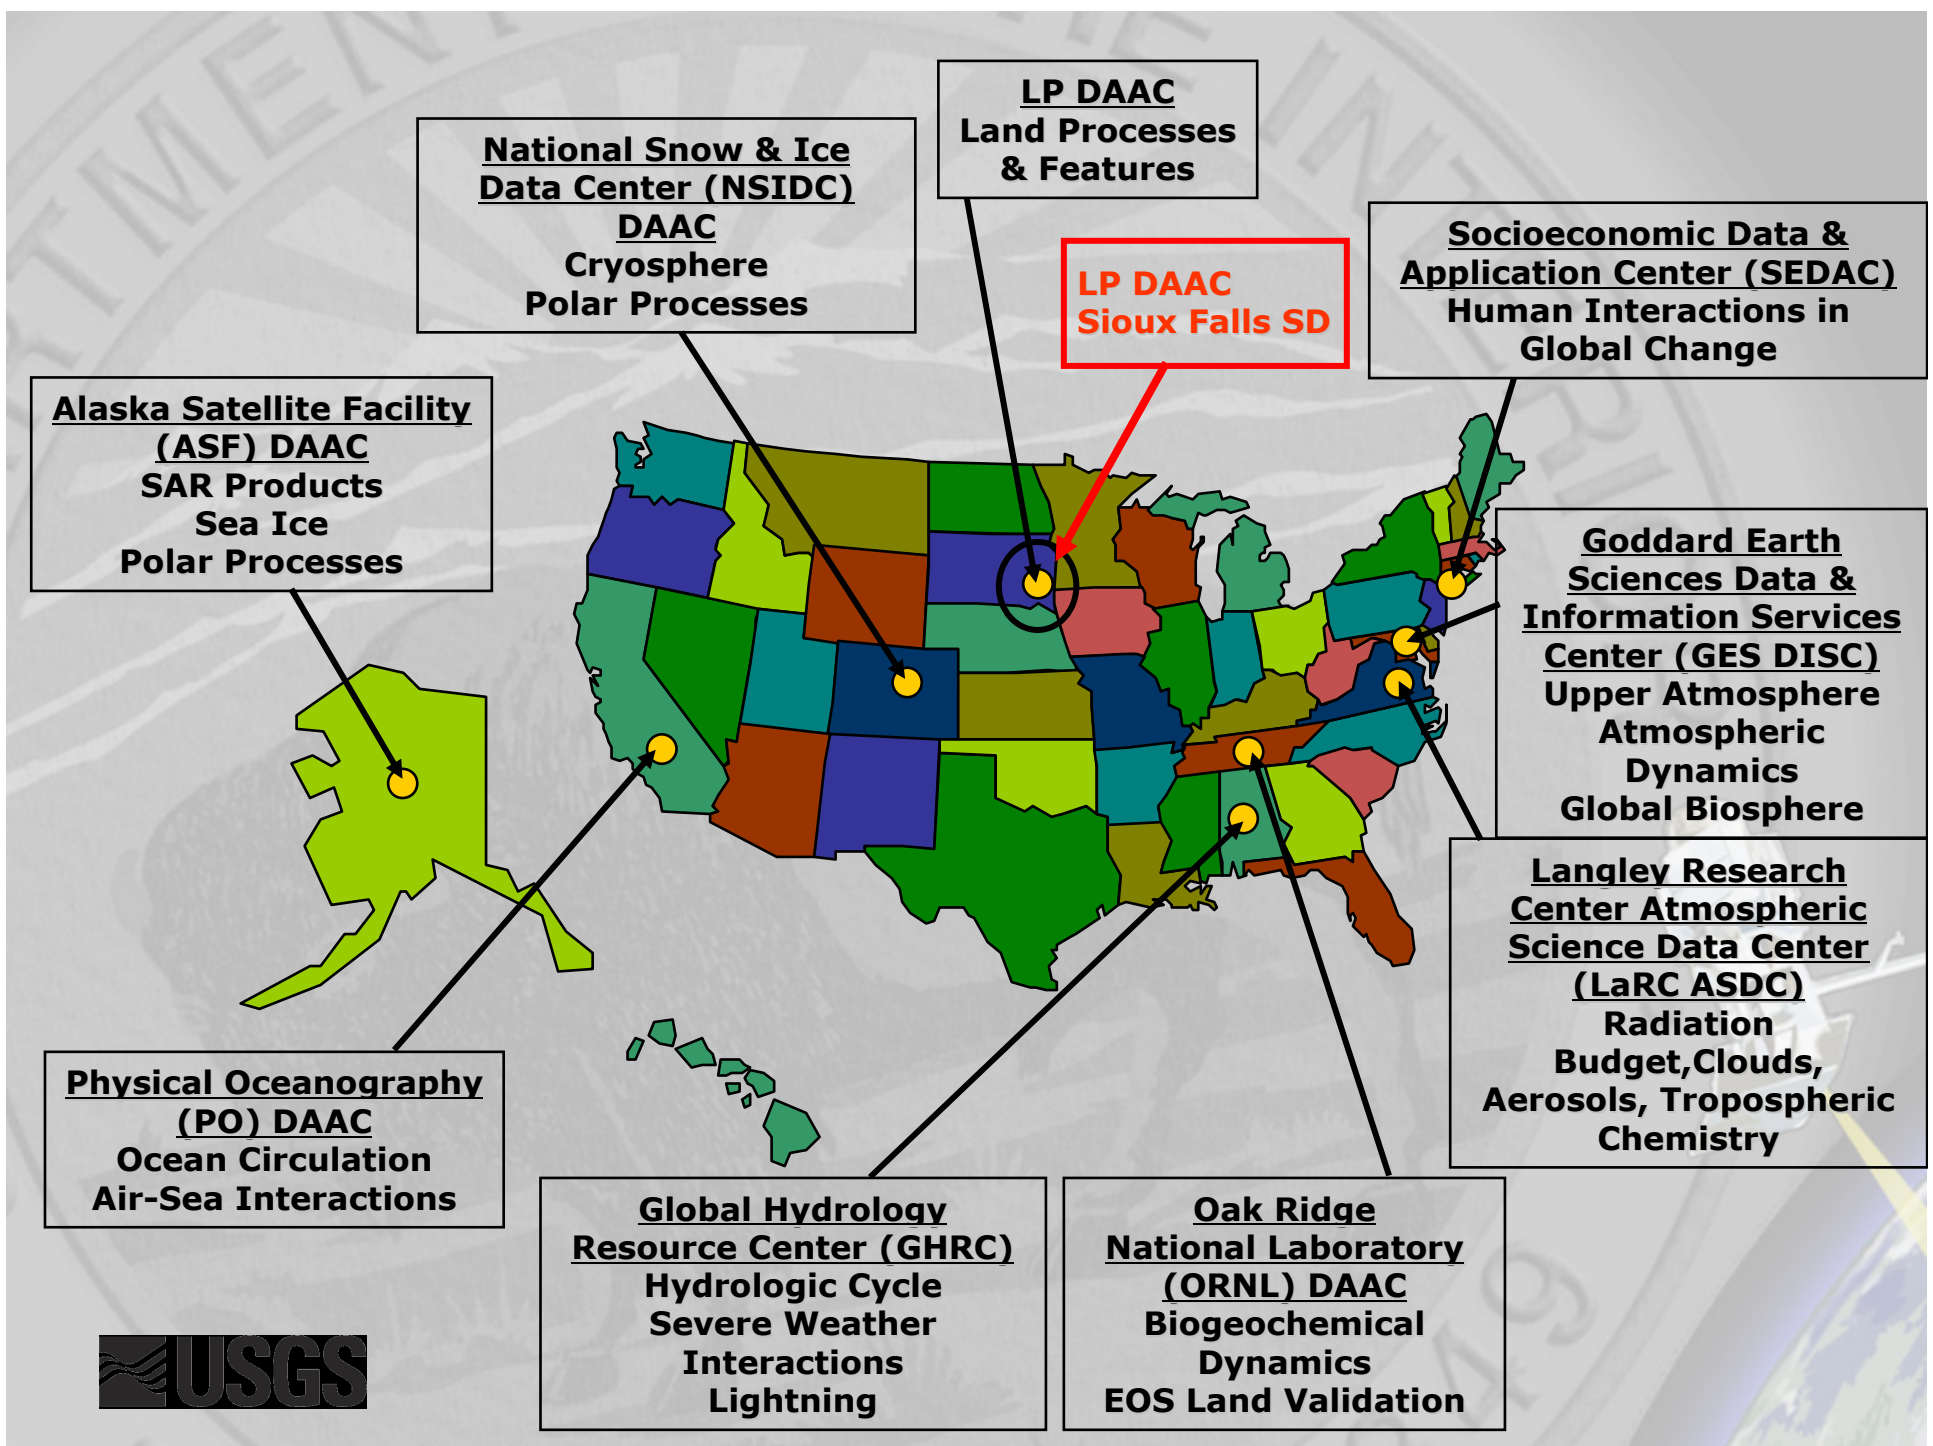 LP DAAC
Land Processes
& Features
National Snow & Ice
Data Center (NSIDC)
DAAC
Cryosphere
Polar Processes
Socioeconomic Data &
Application Center (SEDAC)
Human Interactions in
Global Change
LP DAAC
Sioux Falls SD
Alaska Satellite Facility
(ASF) DAAC
SAR Products
Sea Ice
Polar Processes
Goddard Earth
Sciences Data &
Information Services
Center (GES DISC)
Upper Atmosphere
Atmospheric
Dynamics
Global Biosphere
Langley Research
Center Atmospheric
Science Data Center
(LaRC ASDC)
Radiation
Budget,Clouds,
Aerosols, Tropospheric
Chemistry
Physical Oceanography
(PO) DAAC
Ocean Circulation
Air-Sea Interactions
Global Hydrology
Resource Center (GHRC)
Hydrologic Cycle
Severe Weather
Interactions
Lightning
Oak Ridge
National Laboratory
(ORNL) DAAC
Biogeochemical
Dynamics
EOS Land Validation
USGS